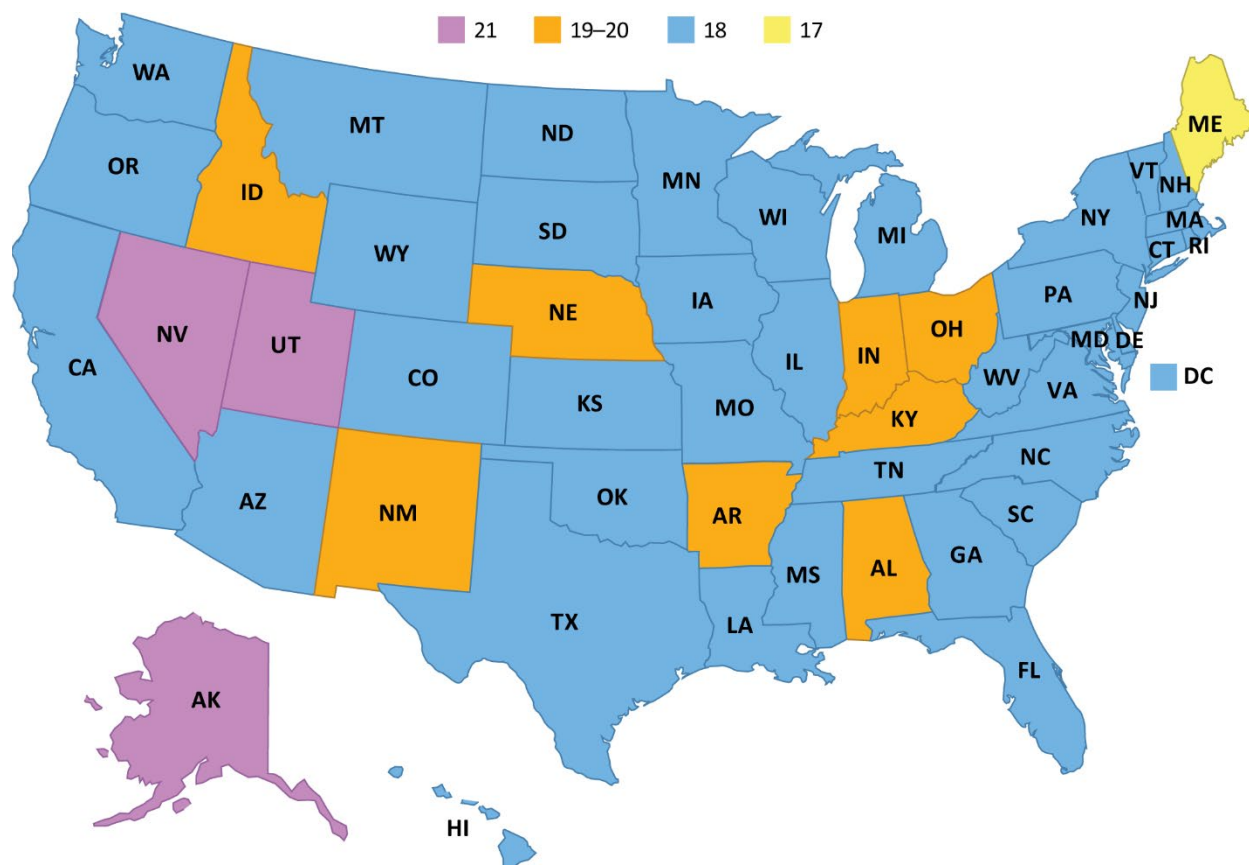 21 19–20 18 17
WA
MT
ND
MN
ME
OR
ID
VT
NH
WI
NY
MA
SD
MI
RI
CT
WY
IA
PA
NJ
NE
OH
NV
UT
IN
MD DE
IL
CA
CO
WV
DC
KS
MO
VA
KY
NC
TN
AZ
OK
NM
AR
SC
GA
MS
AL
TX
LA
FL
AK
HI